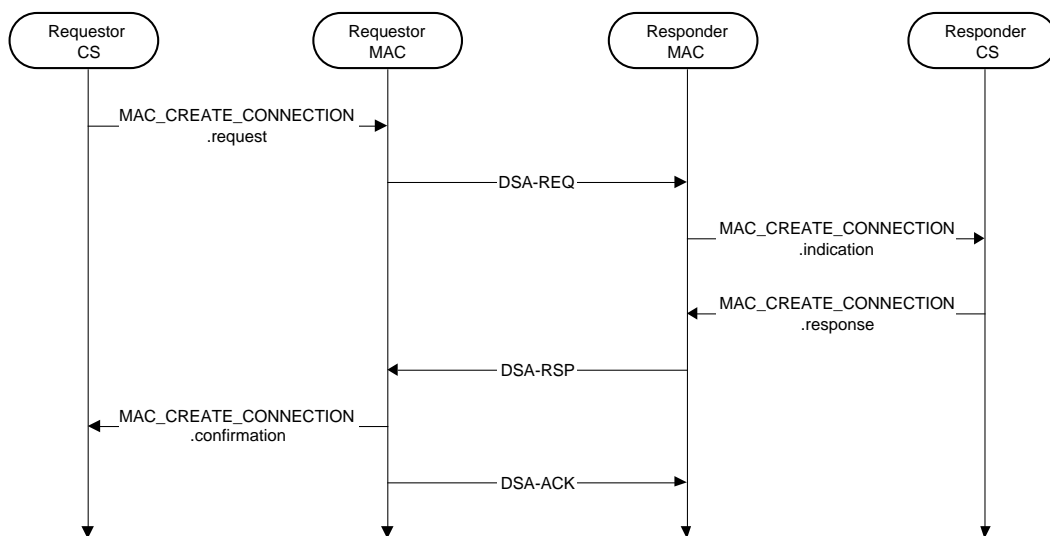 Requestor
CS
Requestor
MAC
Responder
MAC
Responder
CS
MAC_CREATE_CONNECTION
.request
DSA-REQ
MAC_CREATE_CONNECTION
.indication
MAC_CREATE_CONNECTION
.response
DSA-RSP
MAC_CREATE_CONNECTION
.confirmation
DSA-ACK